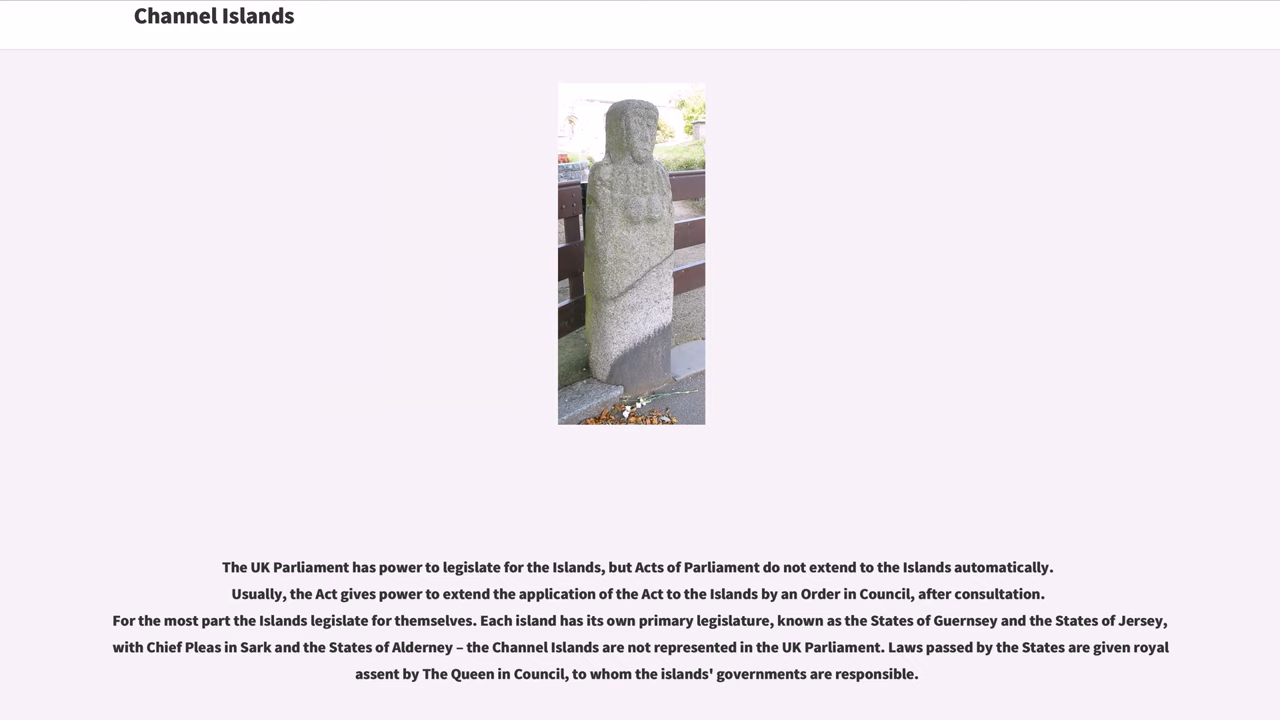 Channel Islands
The UK Parliament has power to legislate for the Islands, but Acts of Parliament do not extend to the Islands automatically.
Usually, the Act gives power to extend the application of the Act to the Islands by an Order in Council, after consultation.
For the most part the Islands legislate for themselves. Each island has its own primary legislature, known as the States of Guernsey and the States of Jersey,
with Chief Pleas in Sark and the States of Alderney – the Channel Islands are not represented in the UK Parliament. Laws passed by the States are given royal
assent by The Queen in Council, to whom the islands' governments are responsible.